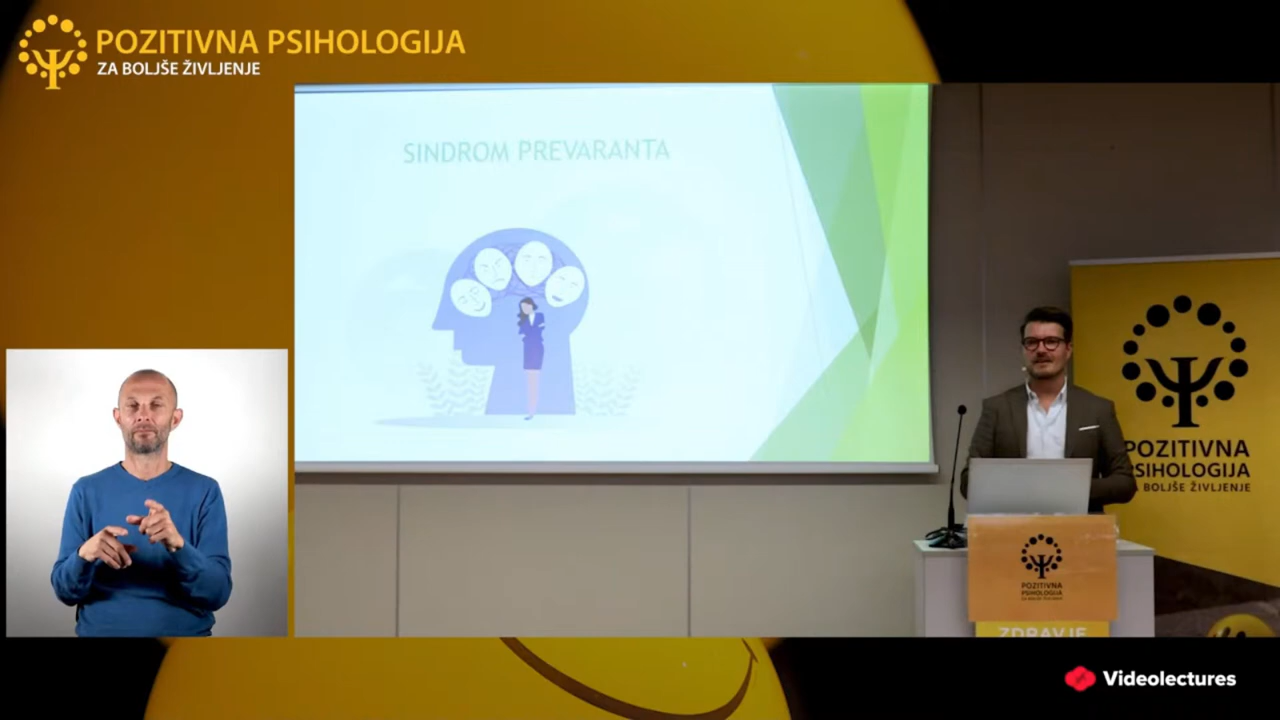 POZITIVNA PSIHOLOGIJA
ZA BOLJŠE ŽIVLJENJE
SINDROM PREVARANTA
POZITIVNA
PSIHOLOGIJA
ZA BOLJŠE ŽIVLJENJE
POZITIVNA
PSIHOLOGIJA
ZDRAVJE
Videolectures